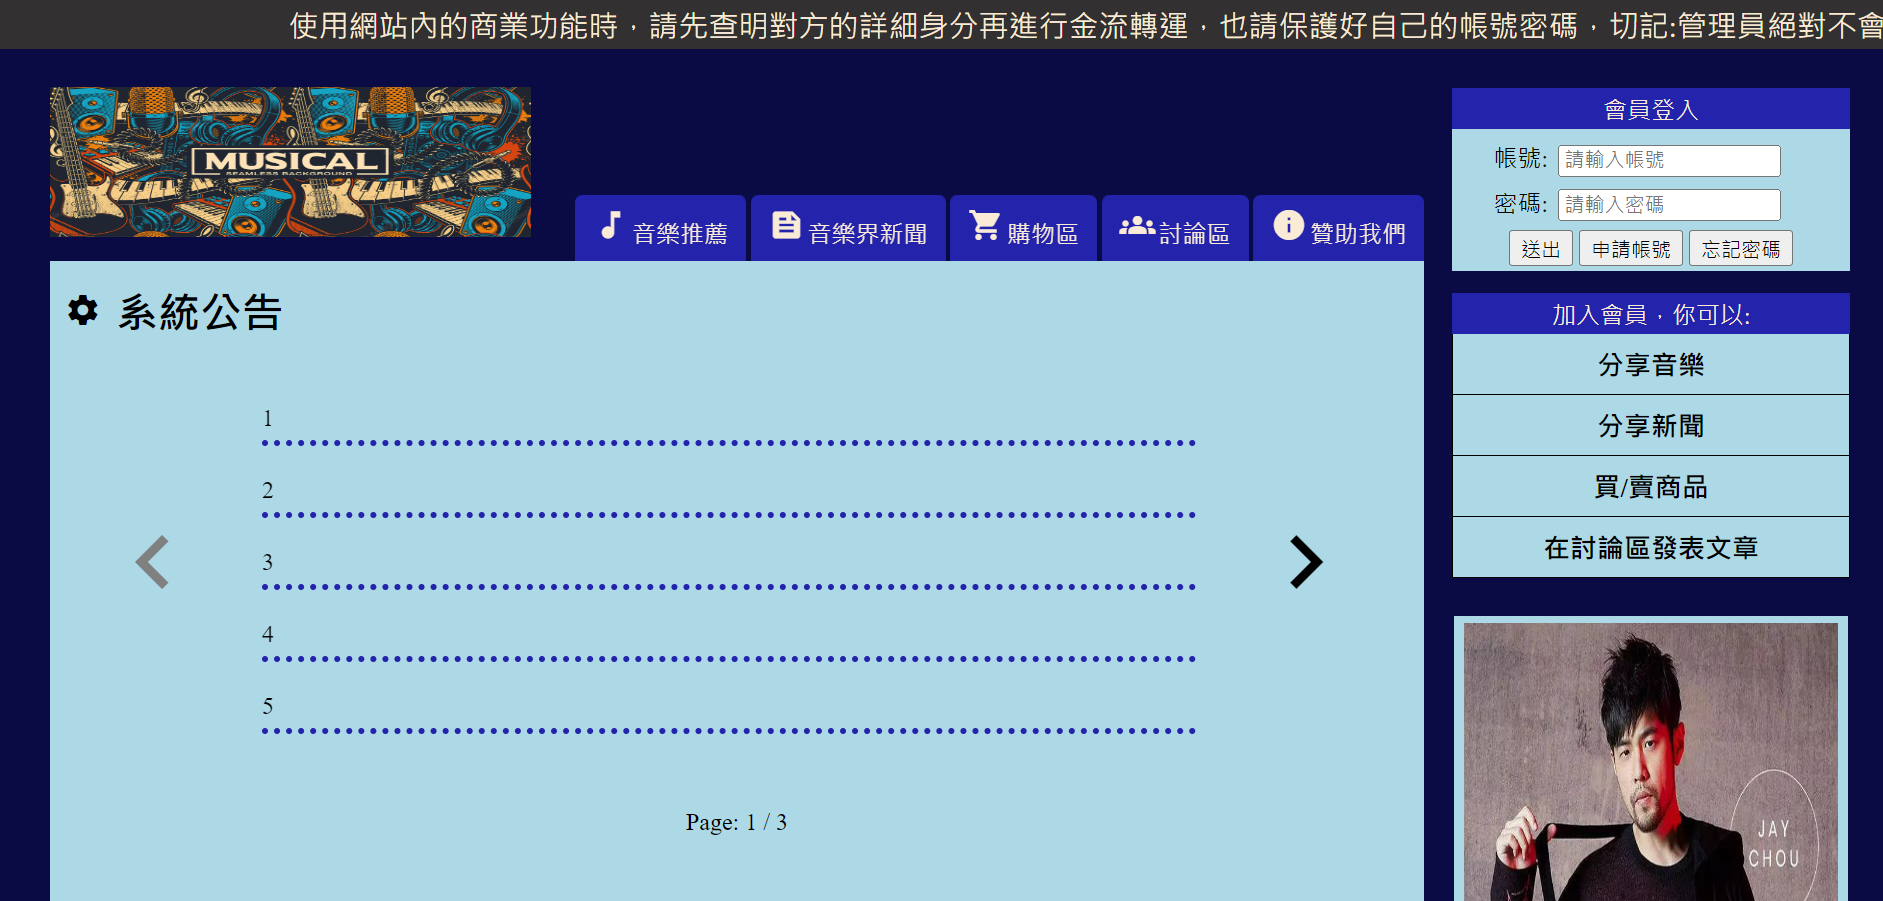 使用網站內的商業功能時，請先查明對方的詳細身分再進行金流轉運，也請保護好自己的帳號密碼，切記:管理員絕對不會
MUSICAL
SEAMLESS BACKGROUND
音樂推薦
音樂界新聞
購物區
討論區
贊助我們
系統公告
1
2
3
4
5
Page: 1 / 3
會員登入
帳號: 請輸入帳號
密碼: 請輸入密碼
送出 申請帳號 忘記密碼
加入會員，你可以:
分享音樂
分享新聞
買/賣商品
在討論區發表文章
JAY
CHOU